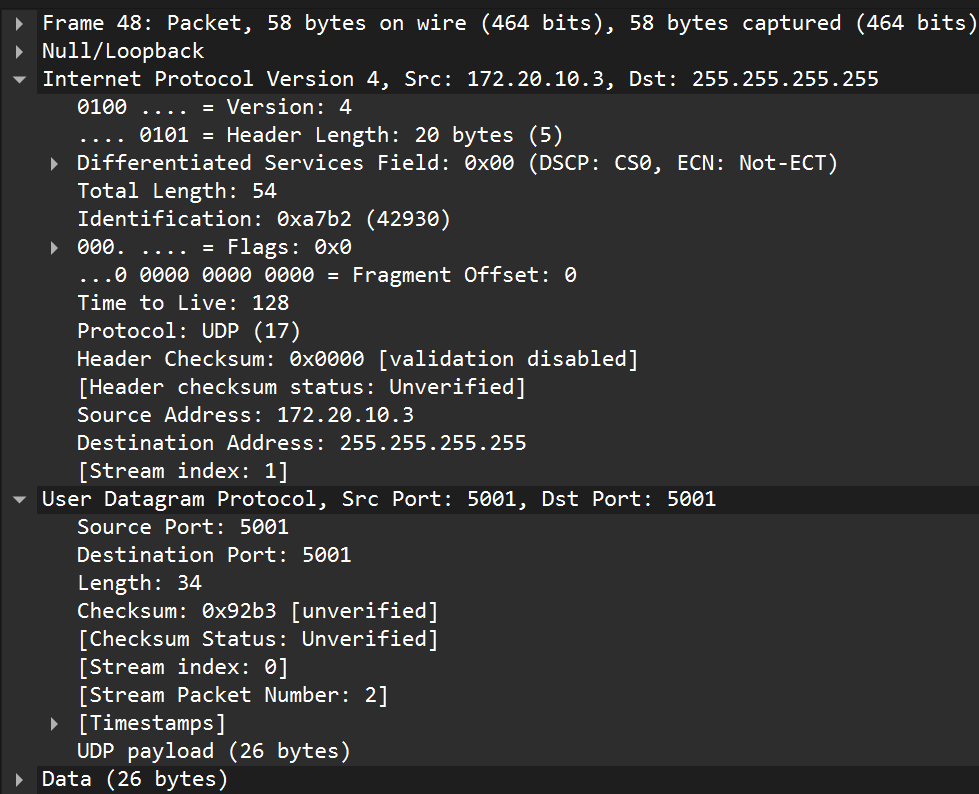 Frame 48: Packet, 58 bytes on wire (464 bits), 58 bytes captured (464 bits)
Null/Loopback
Internet Protocol Version 4, Src: 172.20.10.3, Dst: 255.255.255.255
0100 .... = Version: 4
.... 0101 = Header Length: 20 bytes (5)
Differentiated Services Field: 0x00 (DSCP: CS0, ECN: Not-ECT)
Total Length: 54
Identification: 0xa7b2 (42930)
000. .... = Flags: 0x0
...0 0000 0000 0000 = Fragment Offset: 0
Time to Live: 128
Protocol: UDP (17)
Header Checksum: 0x0000 [validation disabled]
[Header checksum status: Unverified]
Source Address: 172.20.10.3
Destination Address: 255.255.255.255
[Stream index: 1]
User Datagram Protocol, Src Port: 5001, Dst Port: 5001
Source Port: 5001
Destination Port: 5001
Length: 34
Checksum: 0x92b3 [unverified]
[Checksum Status: Unverified]
[Stream index: 0]
[Stream Packet Number: 2]
[Timestamps]
UDP payload (26 bytes)
Data (26 bytes)